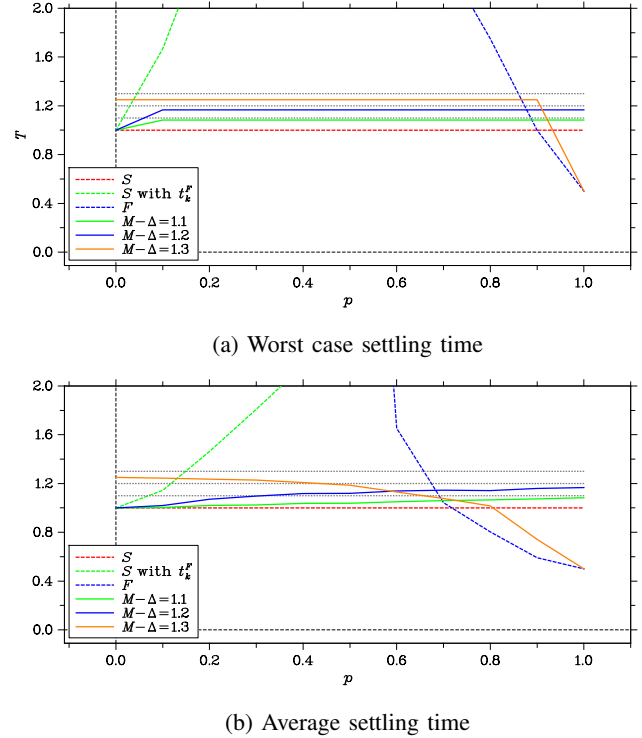 2.0
1.6
1.2
T
0.8
0.4
0.0
S
S with t_k^F
F
M−Δ=1.1
M−Δ=1.2
M−Δ=1.3
0.0 0.2 0.4 0.6 0.8 1.0
p
(a) Worst case settling time
2.0
1.6
1.2
T
0.8
0.4
0.0
S
S with t_k^F
F
M−Δ=1.1
M−Δ=1.2
M−Δ=1.3
0.0 0.2 0.4 0.6 0.8 1.0
p
(b) Average settling time